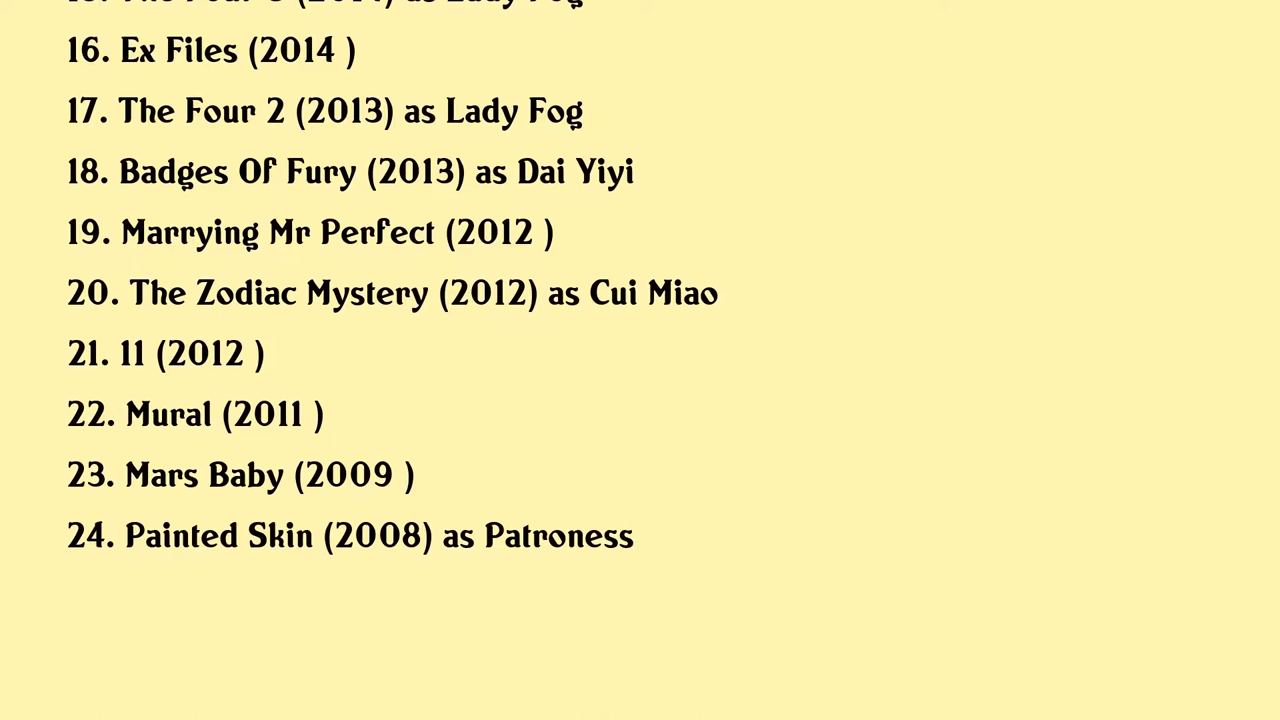 16. Ex Files (2014 )
17. The Four 2 (2013) as Lady Fog
18. Badges Of Fury (2013) as Dai Yiyi
19. Marrying Mr Perfect (2012 )
20. The Zodiac Mystery (2012) as Cui Miao
21. 11 (2012 )
22. Mural (2011 )
23. Mars Baby (2009 )
24. Painted Skin (2008) as Patroness